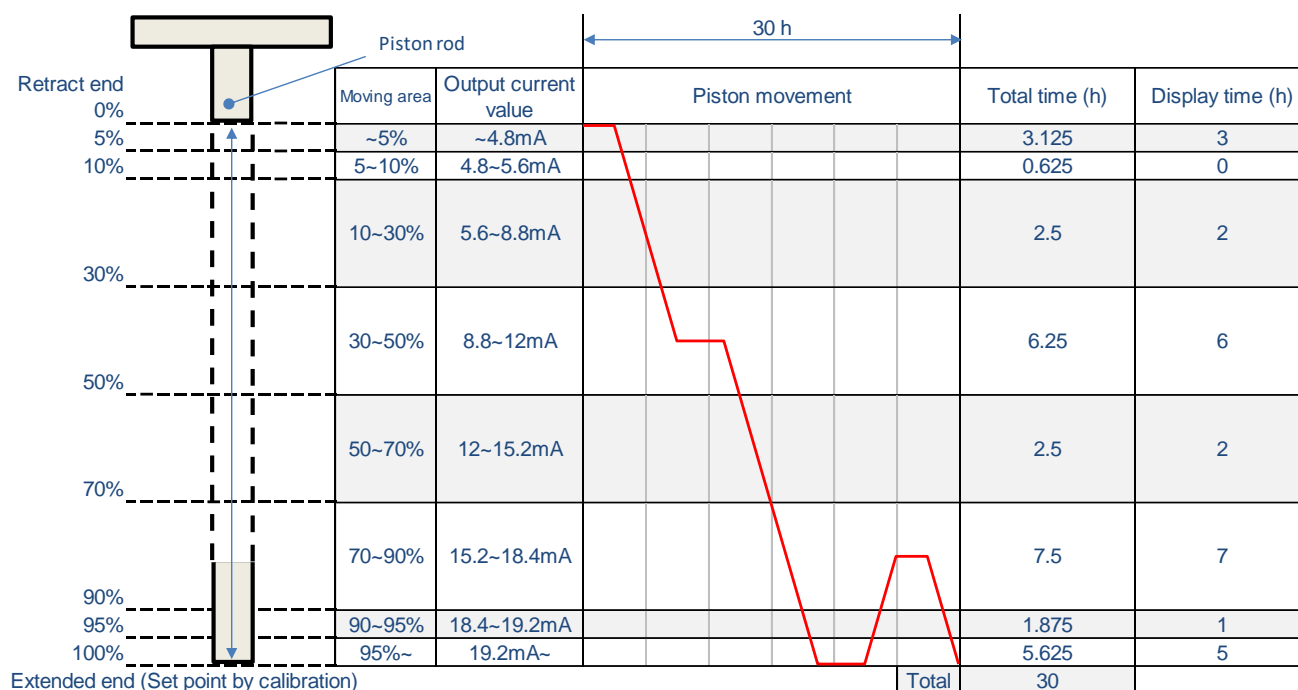 30 h
Piston rod
Retract end
0%
5%
10%
30%
50%
70%
90%
95%
100%
Moving area Output current value Piston movement Total time (h) Display time (h)
~5% ~4.8mA 3.125 3
5~10% 4.8~5.6mA 0.625 0
10~30% 5.6~8.8mA 2.5 2
30~50% 8.8~12mA 6.25 6
50~70% 12~15.2mA 2.5 2
70~90% 15.2~18.4mA 7.5 7
90~95% 18.4~19.2mA 1.875 1
95%~ 19.2mA~ 5.625 5
Extended end (Set point by calibration) Total 30